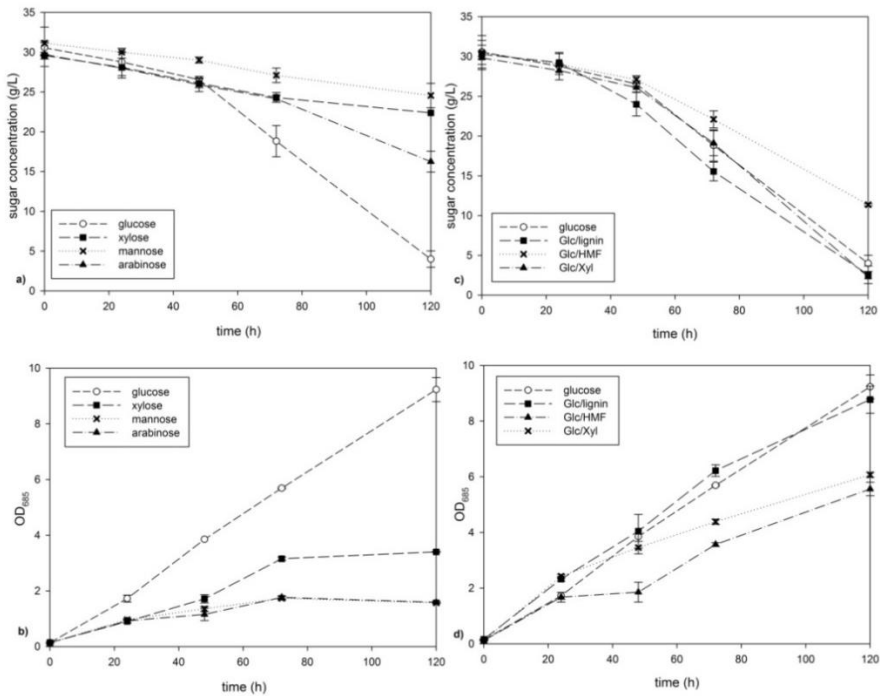 35
30
25
20
15
10
5
0
sugar concentration (g/L)
glucose
xylose
mannose
arabinose
a)
0 20 40 60 80 100 120
time (h)
35
30
25
20
15
10
5
0
sugar concentration (g/L)
glucose
Glc/lignin
Glc/HMF
Glc/Xyl
c)
0 20 40 60 80 100 120
time (h)
10
8
6
4
2
0
OD685
glucose
xylose
mannose
arabinose
b)
0 20 40 60 80 100 120
time (h)
10
8
6
4
2
0
OD685
glucose
Glc/lignin
Glc/HMF
Glc/Xyl
d)
0 20 40 60 80 100 120
time (h)